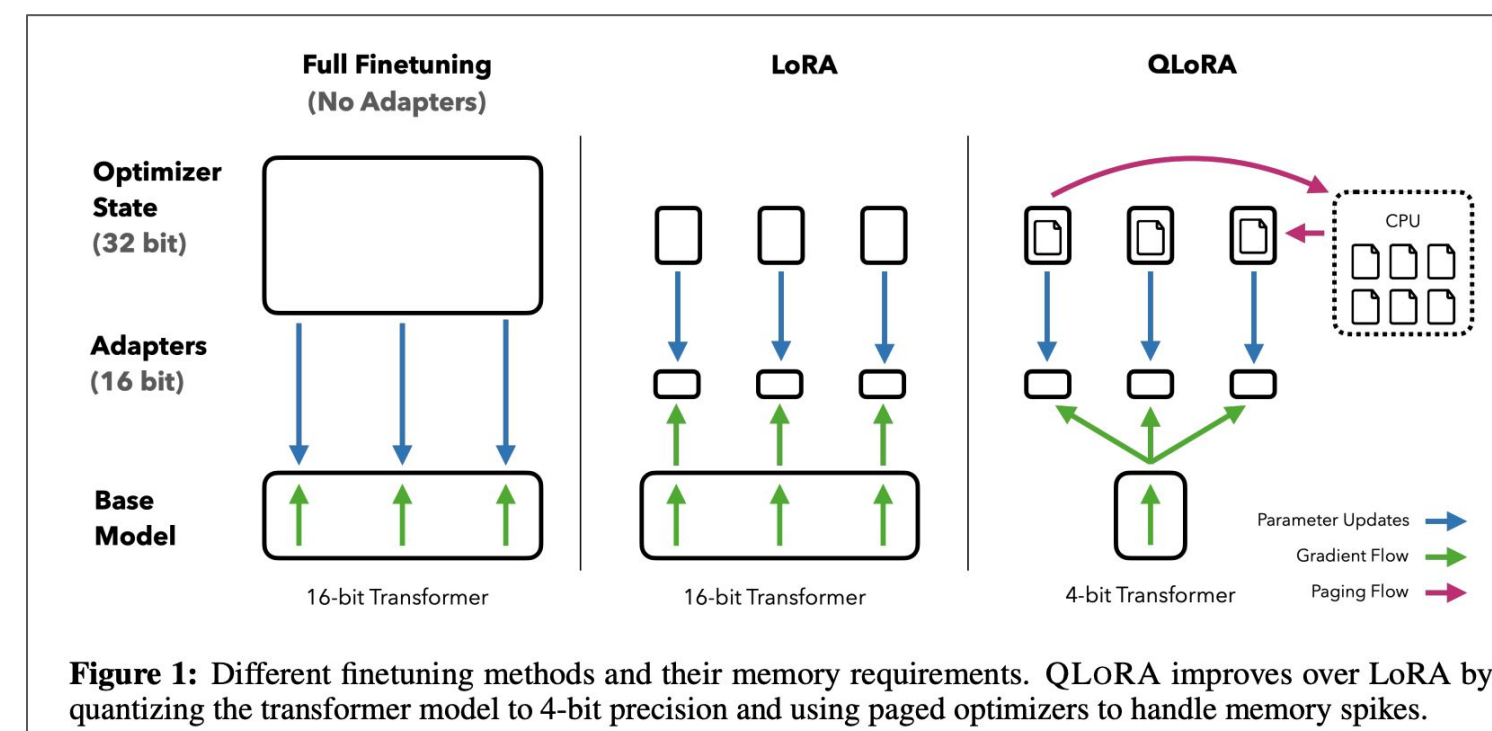 Full Finetuning
(No Adapters)
LoRA
QLoRA
Optimizer
State
(32 bit)
CPU
Adapters
(16 bit)
Base
Model
Parameter Updates
Gradient Flow
Paging Flow
16-bit Transformer
16-bit Transformer
4-bit Transformer
Figure 1: Different finetuning methods and their memory requirements. QLORA improves over LoRA by
quantizing the transformer model to 4-bit precision and using paged optimizers to handle memory spikes.